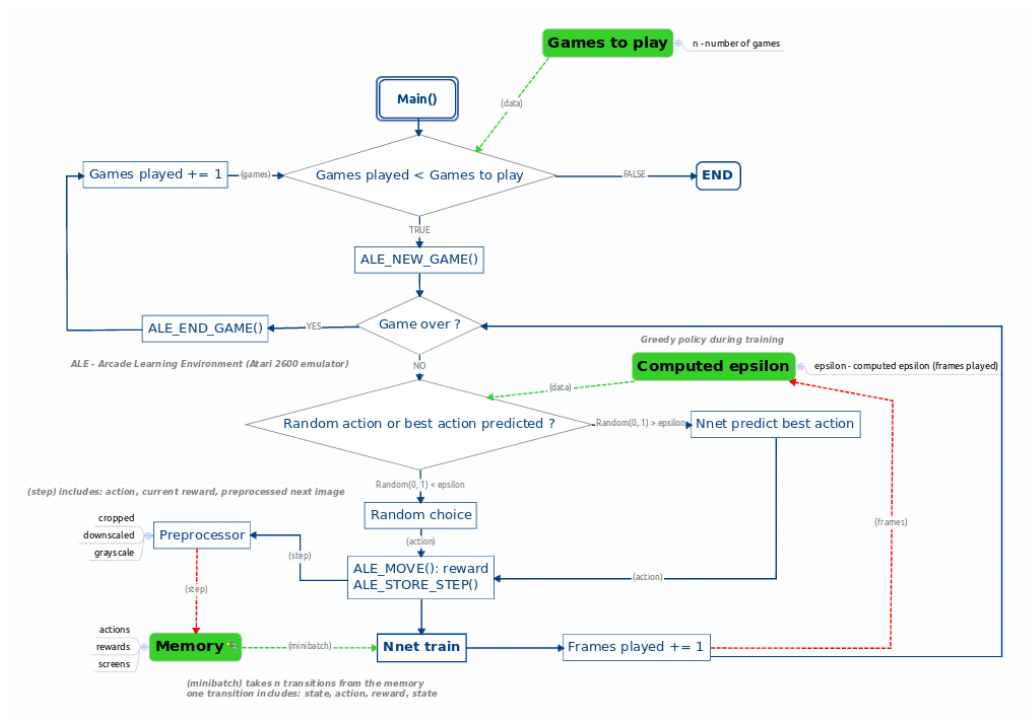 Games to play
n - number of games
Main()
(data)
Games played += 1
(games)
Games played < Games to play
FALSE
END
TRUE
ALE_NEW_GAME()
ALE_END_GAME()
YES
Game over ?
Greedy policy during training
ALE - Arcade Learning Environment (Atari 2600 emulator)
NO
Computed epsilon
epsilon - computed epsilon (frames played)
(data)
Random action or best action predicted ?
Random(0, 1) > epsilon
Nnet predict best action
Random(0, 1) < epsilon
(step) includes: action, current reward, preprocessed next image
cropped
downscaled
grayscale
Preprocessor
Random choice
(frames)
(action)
(step)
ALE_MOVE(): reward
ALE_STORE_STEP()
(action)
(step)
actions
rewards
screens
Memory
(minibatch)
Nnet train
Frames played += 1
(minibatch) takes n transitions from the memory
one transition includes: state, action, reward, state